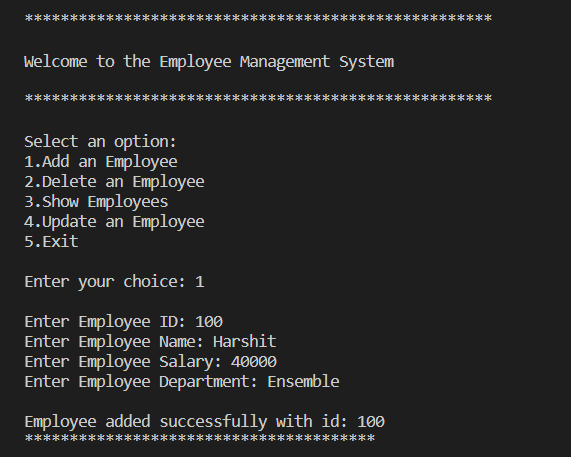 ****************************************************
Welcome to the Employee Management System
****************************************************
Select an option:
1.Add an Employee
2.Delete an Employee
3.Show Employees
4.Update an Employee
5.Exit
Enter your choice: 1
Enter Employee ID: 100
Enter Employee Name: Harshit
Enter Employee Salary: 40000
Enter Employee Department: Ensemble
Employee added successfully with id: 100
***************************************